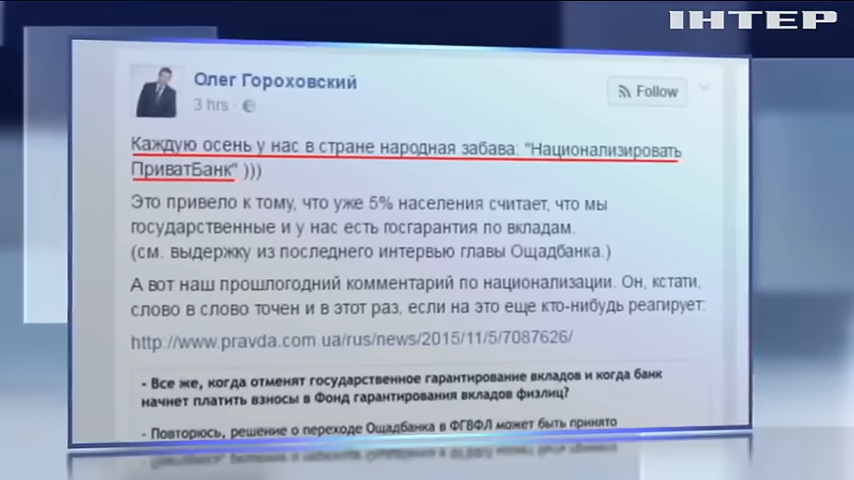 ІНТЕР
Олег Гороховский
3 hrs
Follow
Каждую осень у нас в стране народная забава: "Национализировать
ПриватБанк" )))
Это привело к тому, что уже 5% населения считает, что мы
государственные и у нас есть госгарантия по вкладам.
(см. выдержку из последнего интервью главы Ощадбанка.)
А вот наш прошлогодний комментарий по национализации. Он, кстати,
слово в слово точен и в этот раз, если на это еще кто-нибудь реагирует:
http://www.pravda.com.ua/rus/news/2015/11/5/7087626/
- Все же, когда отменят государственное гарантирование вкладов и когда банк
начнет платить взносы в Фонд гарантирования вкладов физлиц?
- Повторюсь, решение о переходе Ощадбанка в ФГВФЛ может быть принято